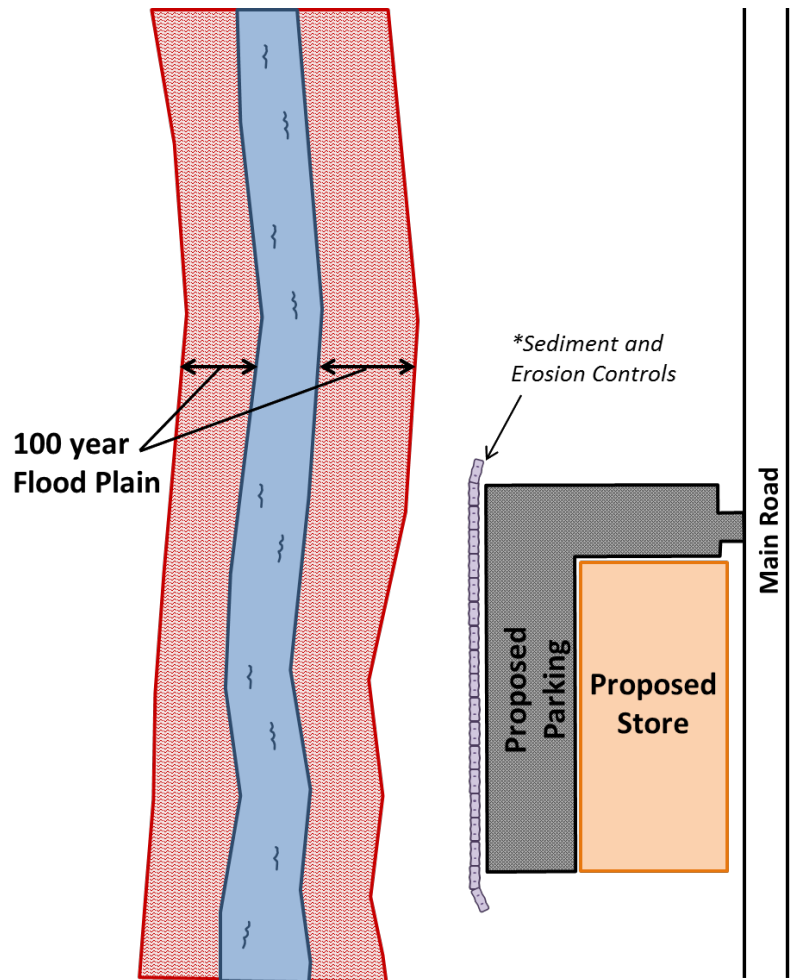 *Sediment and
Erosion Controls
100 year
Flood Plain
Main Road
Proposed
Parking
Proposed
Store